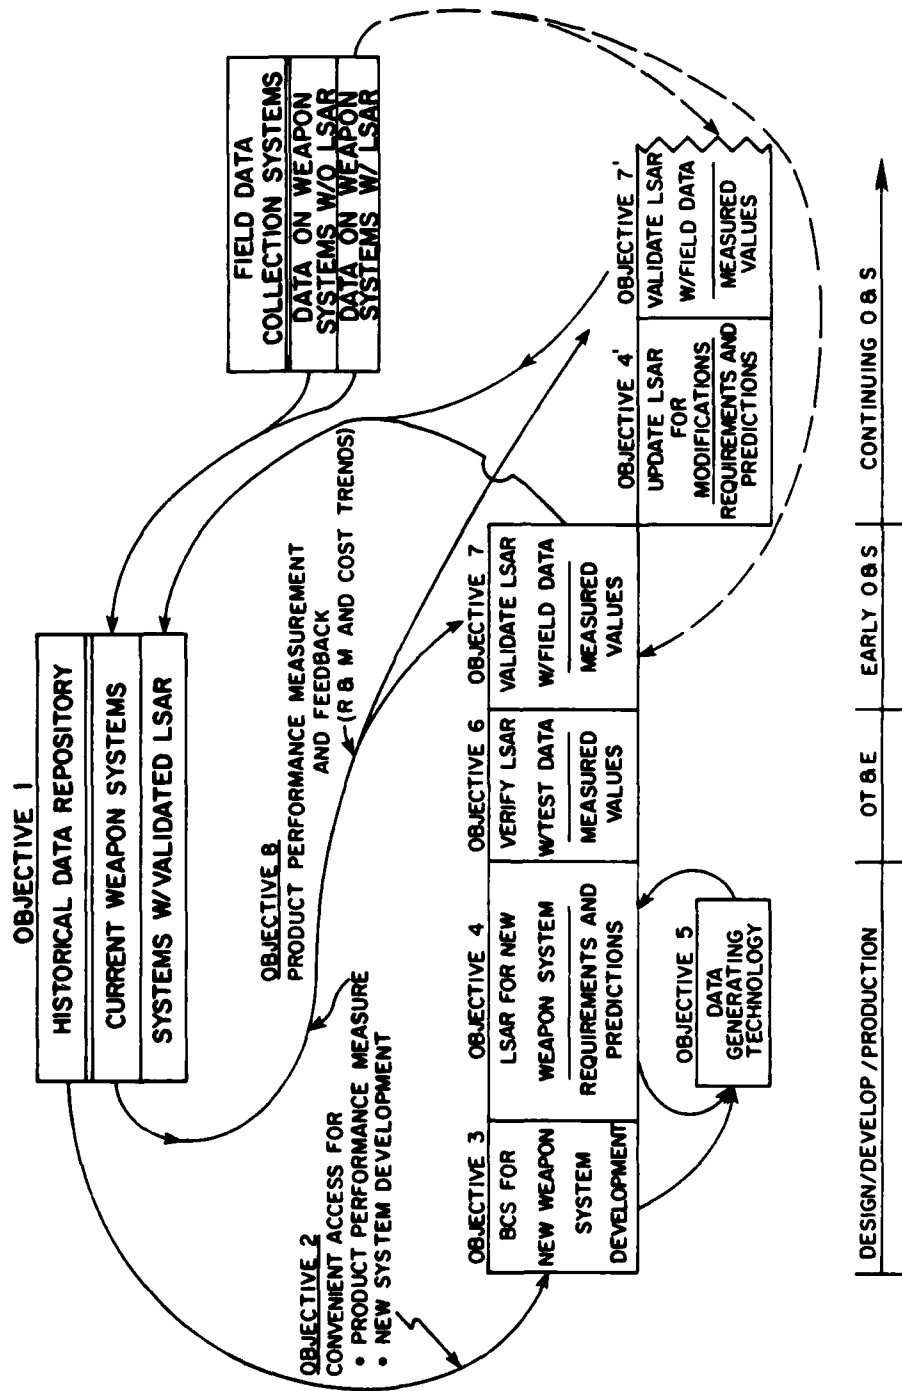 OBJECTIVE 1
HISTORICAL DATA REPOSITORY
CURRENT WEAPON SYSTEMS
SYSTEMS W/VALIDATED LSAR
FIELD DATA
COLLECTION SYSTEMS
DATA ON WEAPON
SYSTEMS W/O LSAR
DATA ON WEAPON
SYSTEMS W/ LSAR
OBJECTIVE 2
CONVENIENT ACCESS FOR
• PRODUCT PERFORMANCE MEASURE
• NEW SYSTEM DEVELOPMENT
OBJECTIVE 8
PRODUCT PERFORMANCE MEASUREMENT
AND FEEDBACK
(R & M AND COST TRENDS)
OBJECTIVE 3
BCS FOR
NEW WEAPON
SYSTEM
DEVELOPMENT
OBJECTIVE 4
LSAR FOR NEW
WEAPON SYSTEM
REQUIREMENTS AND
PREDICTIONS
OBJECTIVE 6
VERIFY LSAR
W/TEST DATA
MEASURED
VALUES
OBJECTIVE 7
VALIDATE LSAR
W/FIELD DATA
MEASURED
VALUES
OBJECTIVE 4'
UPDATE LSAR
FOR
MODIFICATIONS
REQUIREMENTS AND
PREDICTIONS
OBJECTIVE 7'
VALIDATE LSAR
W/FIELD DATA
MEASURED
VALUES
OBJECTIVE 5
DATA
GENERATING
TECHNOLOGY
DESIGN/DEVELOP/PRODUCTION
OT&E
EARLY O&S
CONTINUING O&S